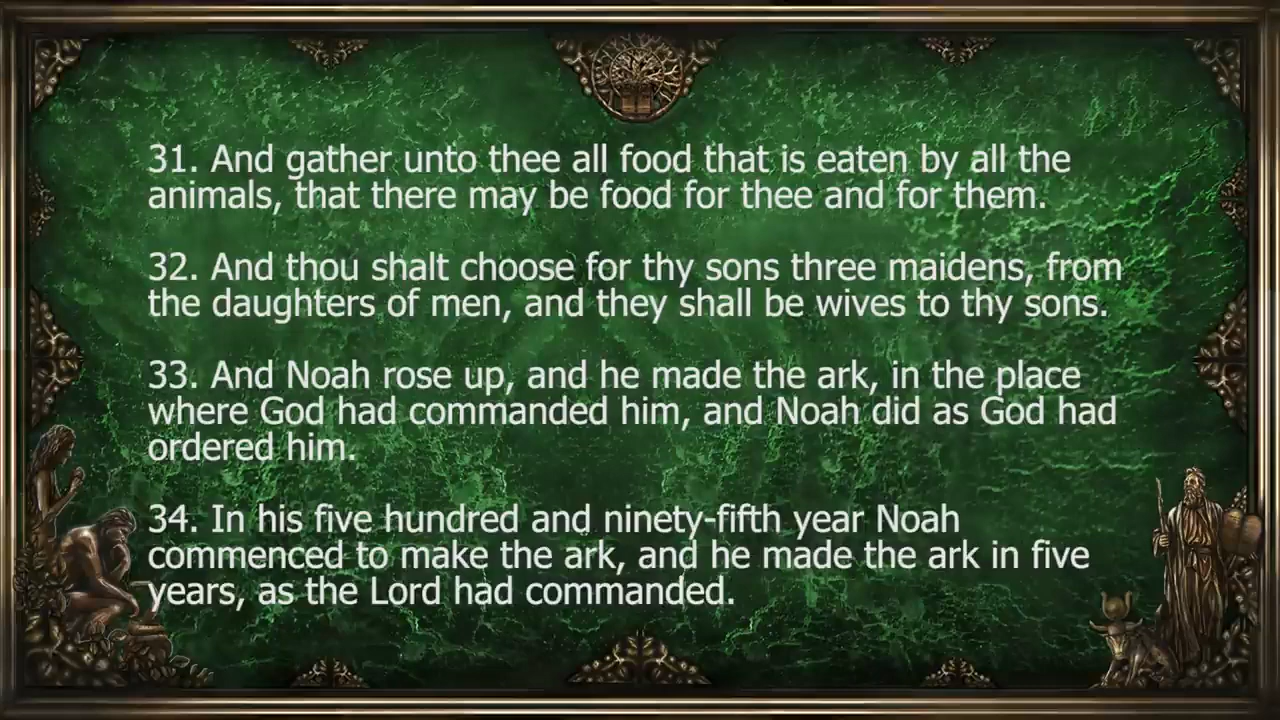 31. And gather unto thee all food that is eaten by all the
animals, that there may be food for thee and for them.
32. And thou shalt choose for thy sons three maidens, from
the daughters of men, and they shall be wives to thy sons.
33. And Noah rose up, and he made the ark, in the place
where God had commanded him, and Noah did as God had
ordered him.
34. In his five hundred and ninety-fifth year Noah
commenced to make the ark, and he made the ark in five
years, as the Lord had commanded.